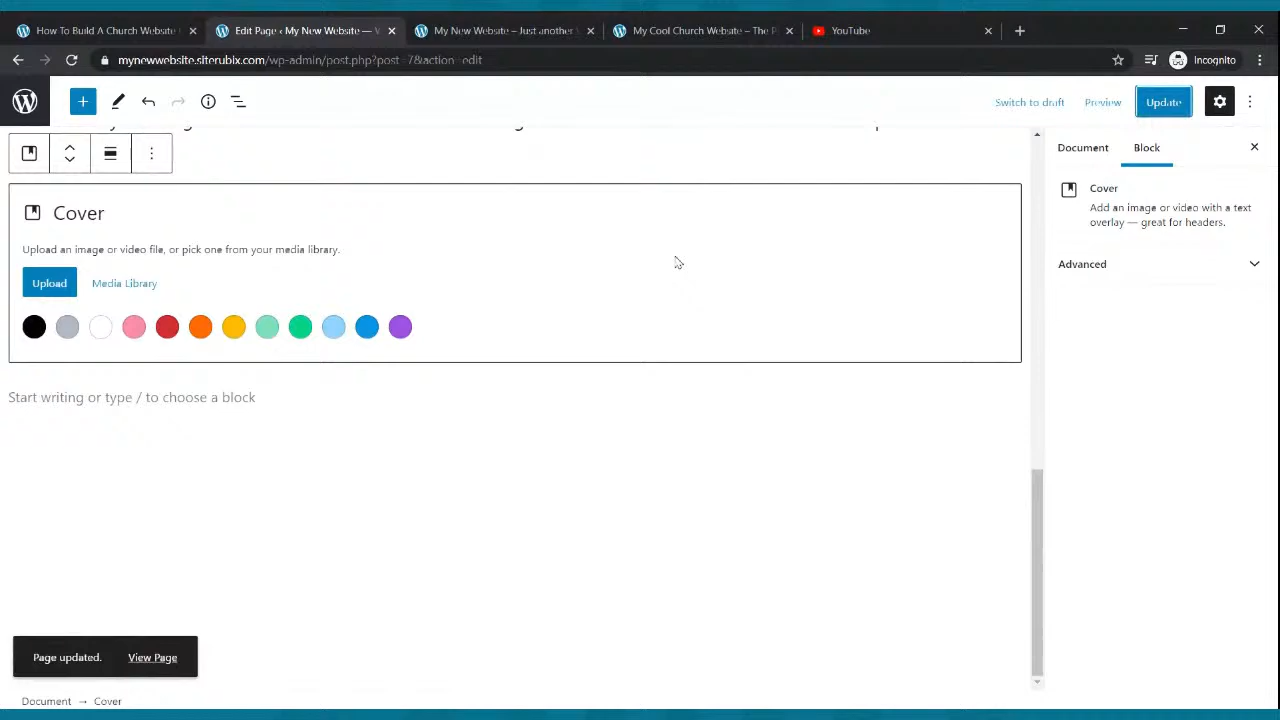 How To Build A Church Website
Edit Page ‹ My New Website —
My New Website – Just another
My Cool Church Website – The P
YouTube
mynewwebsite.siterubix.com/wp-admin/post.php?post=7&action=edit
Incognito
Switch to draft
Preview
Update
Document
Block
Cover
Add an image or video with a text
overlay — great for headers.
Advanced
Cover
Upload an image or video file, or pick one from your media library.
Upload
Media Library
Start writing or type / to choose a block
Page updated.
View Page
Document → Cover